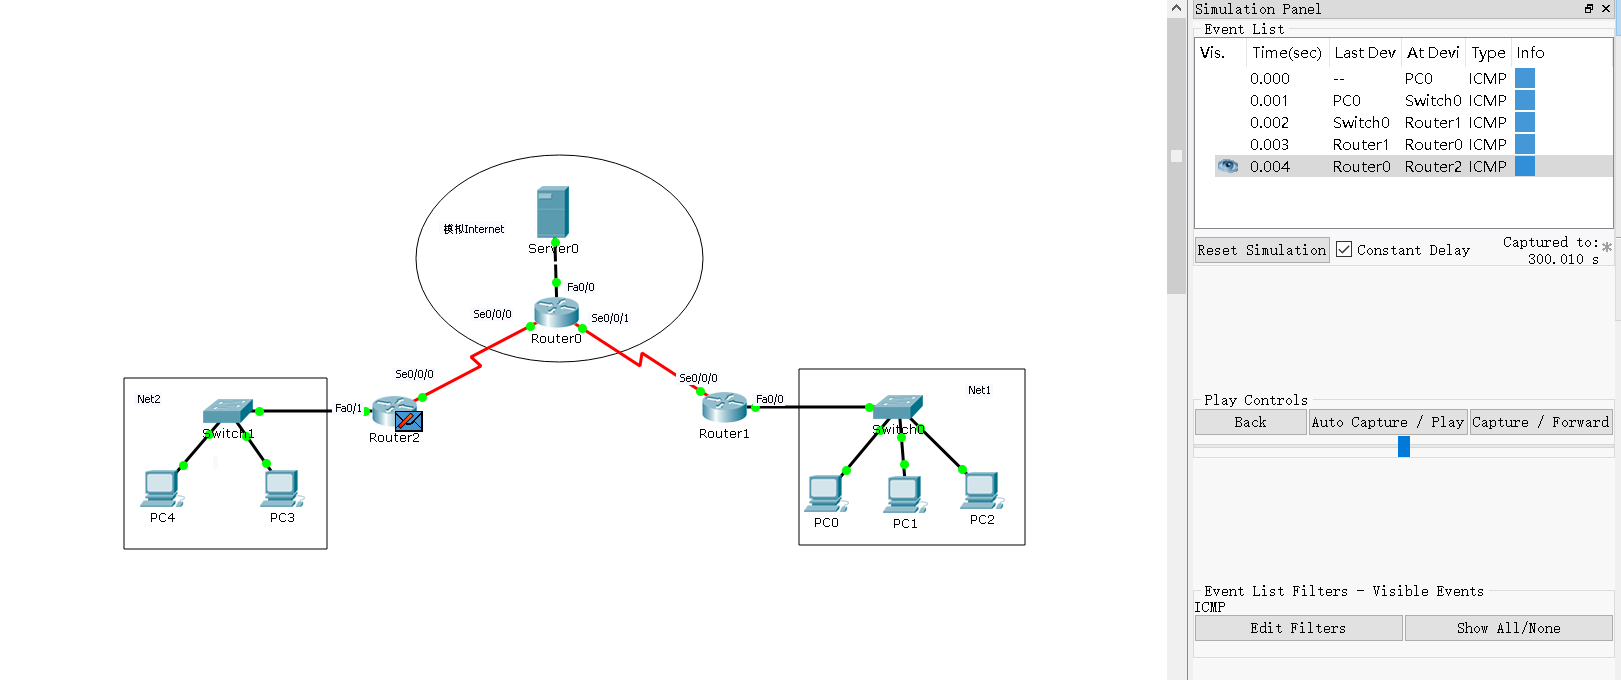 模拟Internet
Server0
Fa0/0
Se0/0/0
Se0/0/1
Router0
Se0/0/0
Se0/0/0
Net2
Fa0/1
Switch1
Router2
PC4
PC3
Router1
Fa0/0
Net1
Switch0
PC0
PC1
PC2
Simulation Panel
Event List
Vis. Time(sec) Last Dev At Devi Type Info
0.000 -- PC0 ICMP
0.001 PC0 Switch0 ICMP
0.002 Switch0 Router1 ICMP
0.003 Router1 Router0 ICMP
0.004 Router0 Router2 ICMP
Reset Simulation Constant Delay Captured to: *
300.010 s
Play Controls
Back Auto Capture / Play Capture / Forward
Event List Filters - Visible Events
ICMP
Edit Filters Show All/None